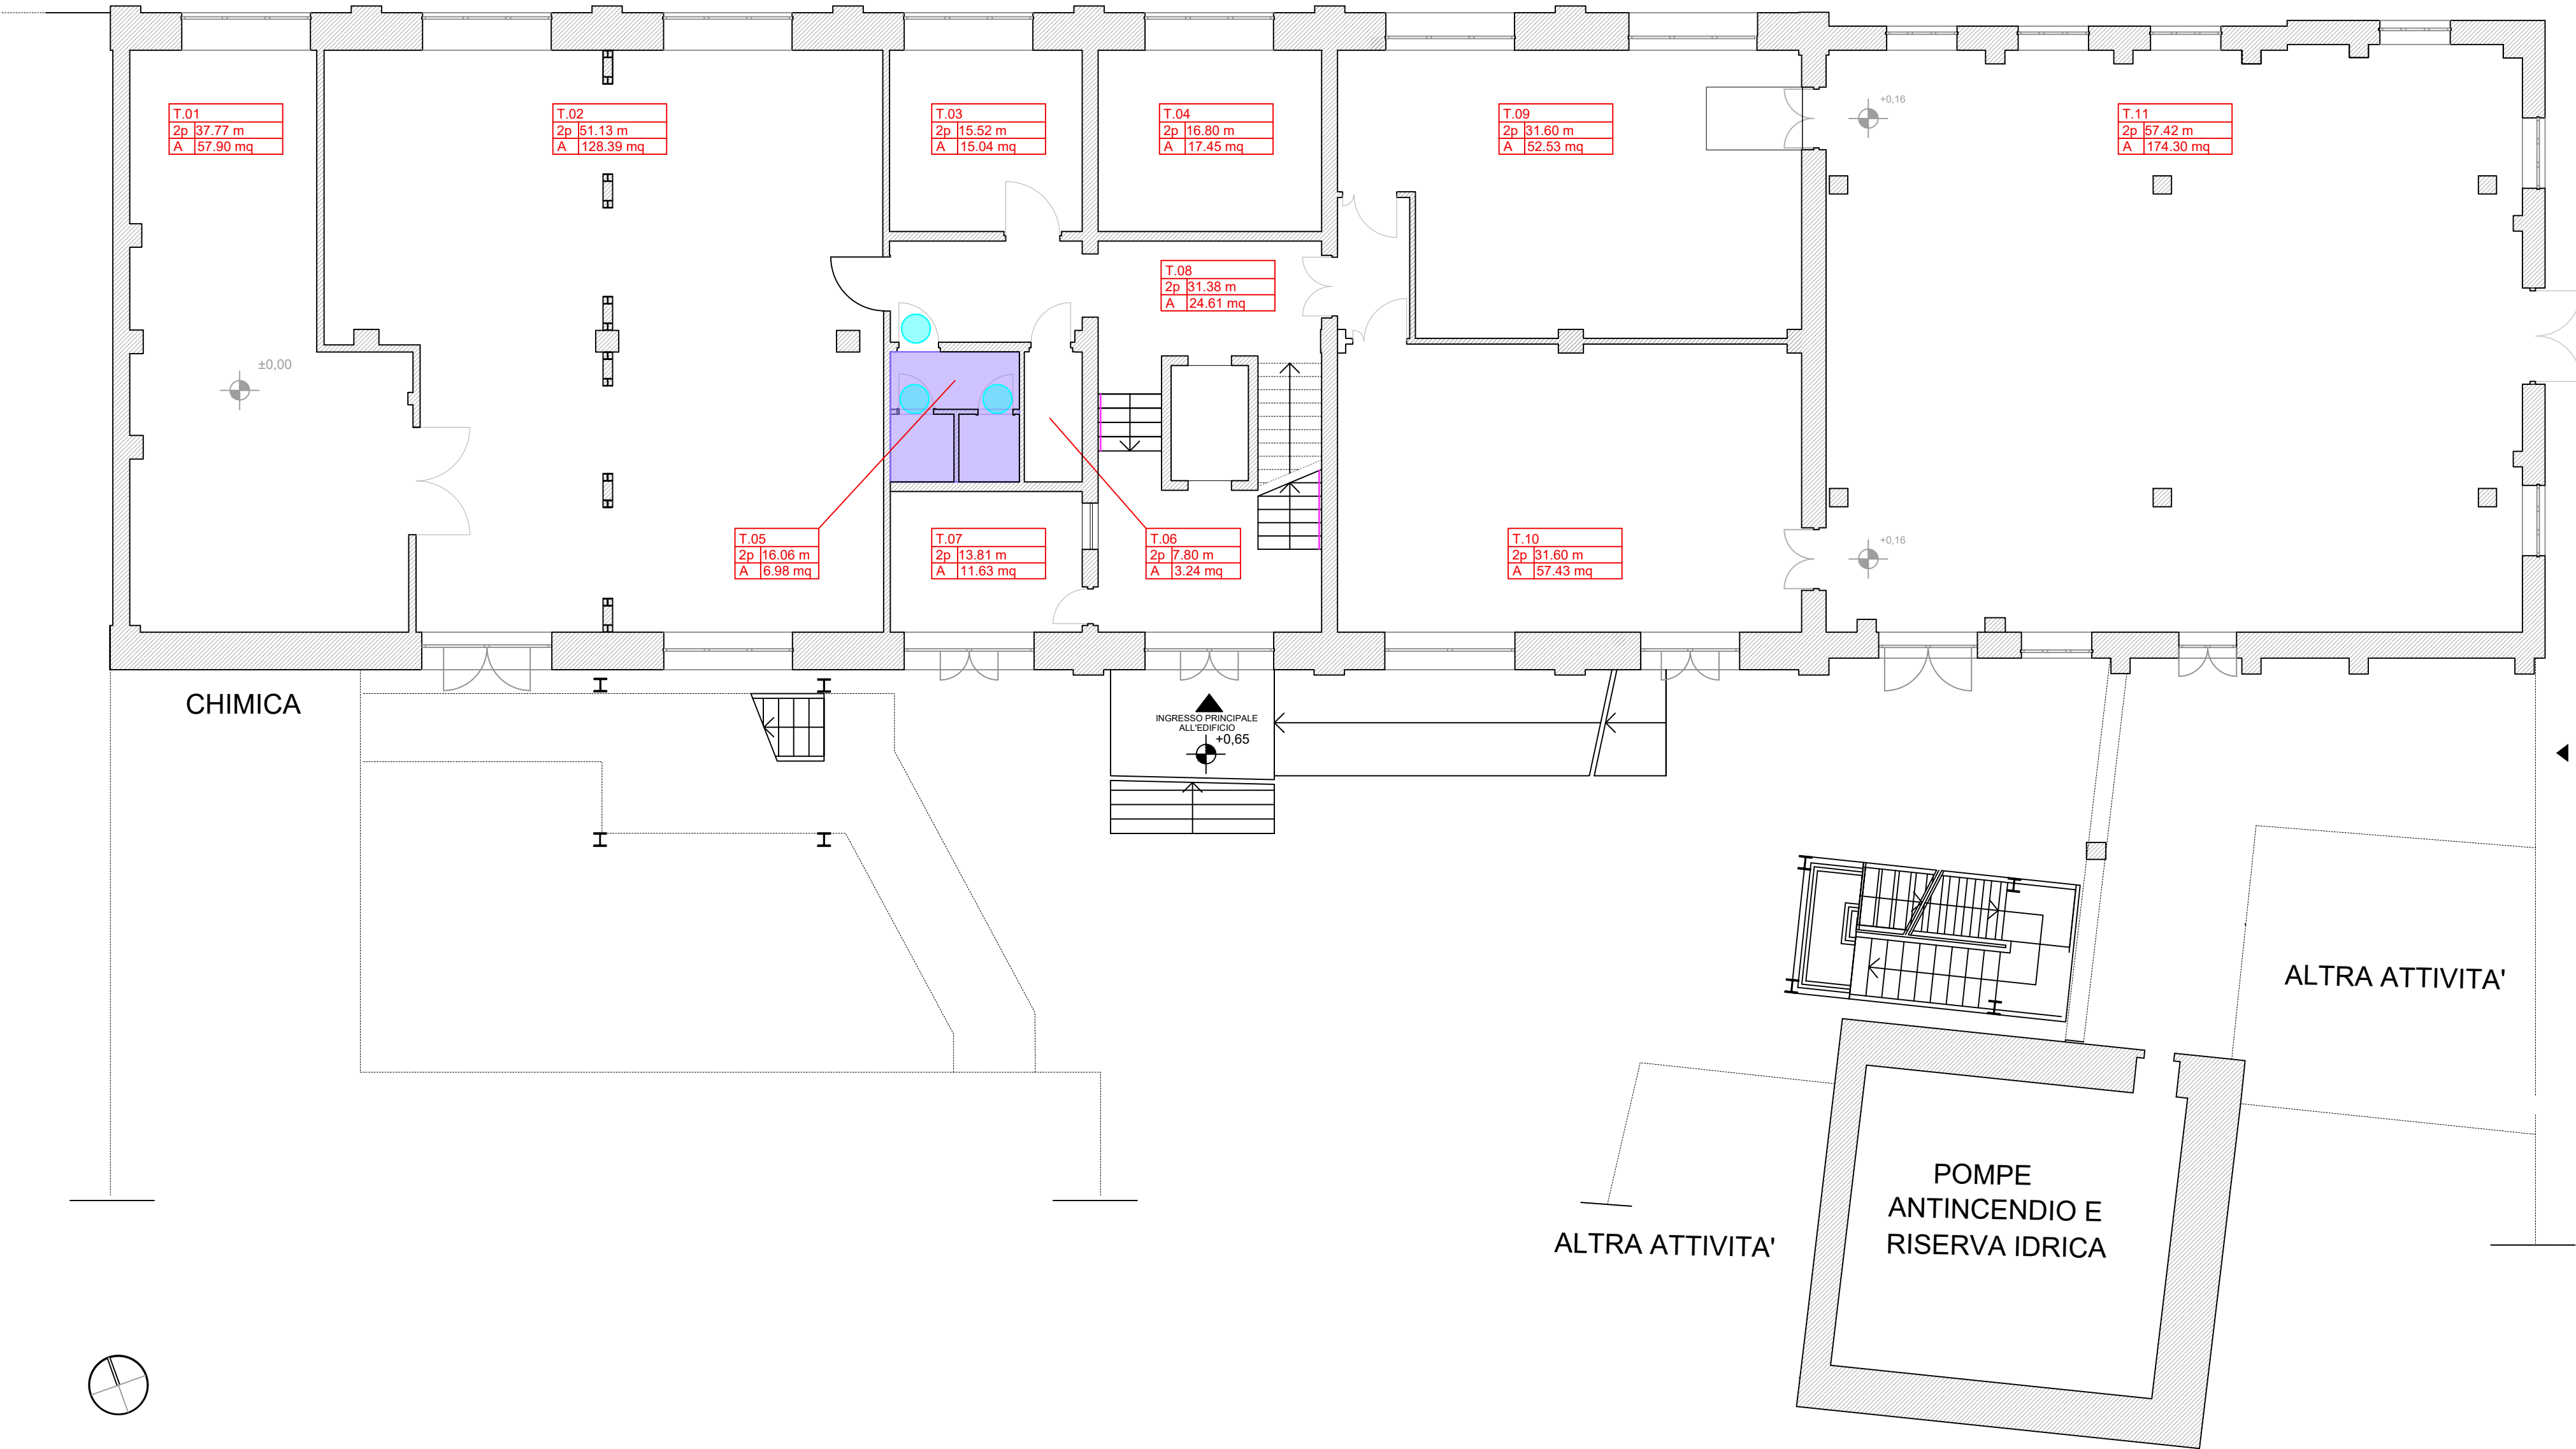 T.01
2p 37.77 m
A 57.90 mq
T.02
2p 51.13 m
A 128.39 mq
T.03
2p 15.52 m
A 15.04 mq
T.04
2p 16.80 m
A 17.45 mq
T.09
2p 31.60 m
A 52.53 mq
+0,16
T.11
2p 57.42 m
A 174.30 mq
T.08
2p 31.38 m
A 24.61 mq
±0,00
T.05
2p 16.06 m
A 6.98 mq
T.07
2p 13.81 m
A 11.63 mq
T.06
2p 7.80 m
A 3.24 mq
T.10
2p 31.60 m
A 57.43 mq
+0,16
CHIMICA
INGRESSO PRINCIPALE
ALL'EDIFICIO
+0,65
ALTRA ATTIVITA'
POMPE
ANTINCENDIO E
RISERVA IDRICA
ALTRA ATTIVITA'